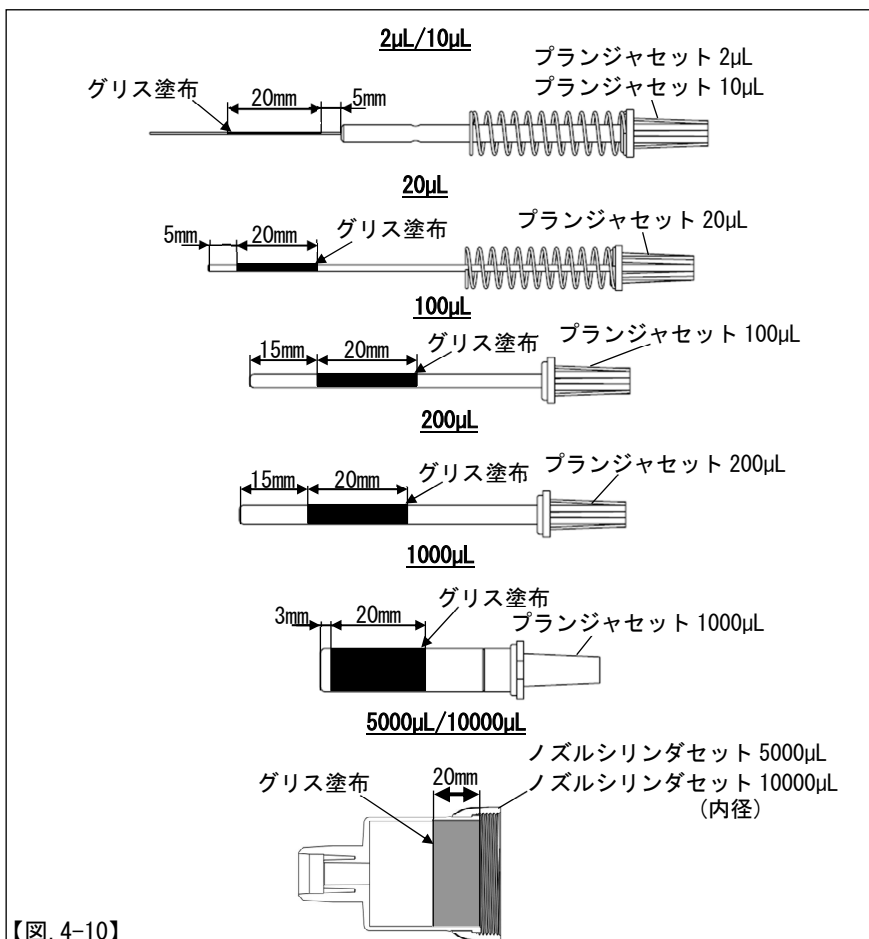 2µL/10µL
プランジャセット 2µL
プランジャセット 10µL
グリス塗布
20mm
5mm
20µL
プランジャセット 20µL
グリス塗布
5mm
20mm
100µL
プランジャセット 100µL
グリス塗布
15mm
20mm
200µL
プランジャセット 200µL
グリス塗布
15mm
20mm
1000µL
グリス塗布
プランジャセット 1000µL
3mm
20mm
5000µL/10000µL
ノズルシリンダセット 5000µL
ノズルシリンダセット 10000µL
(内径)
グリス塗布
20mm
【図. 4-10】